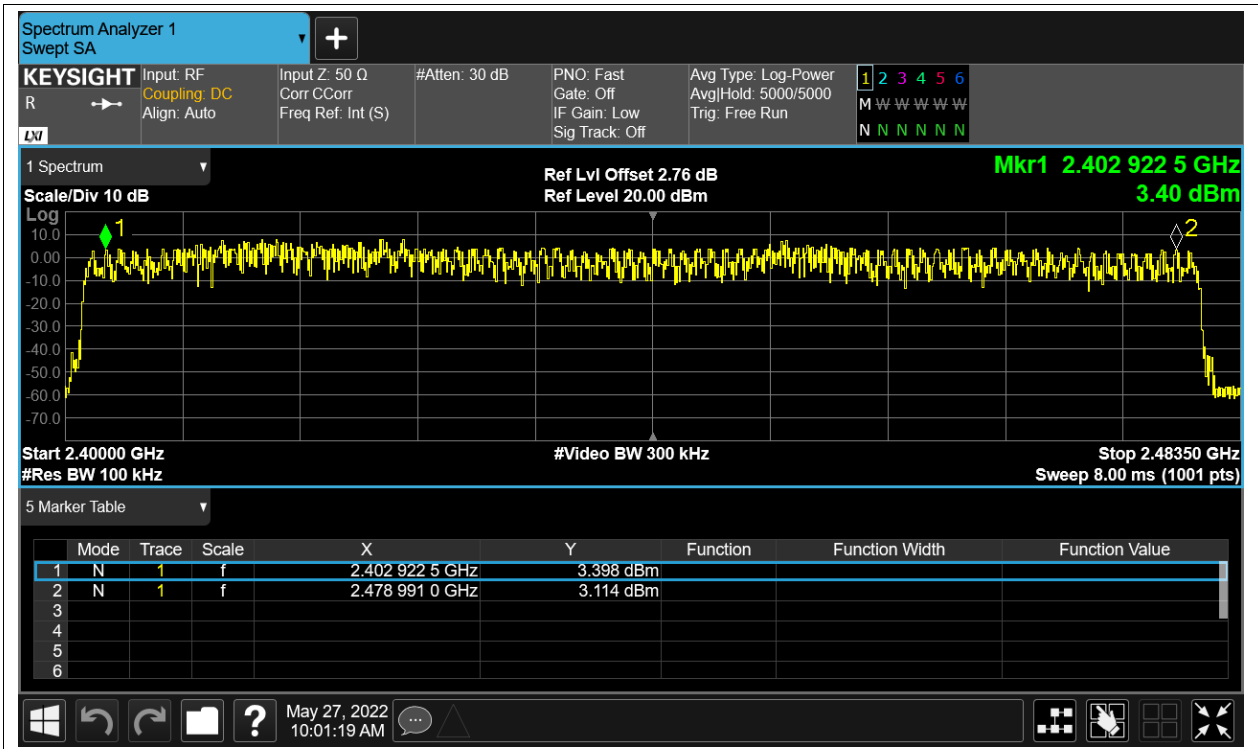 Spectrum Analyzer 1
Swept SA
KEYSIGHT
R
LXI
Input: RF
Coupling: DC
Align: Auto
Input Z: 50 Ω
Corr CCorr
Freq Ref: Int (S)
#Atten: 30 dB
PNO: Fast
Gate: Off
IF Gain: Low
Sig Track: Off
Avg Type: Log-Power
Avg|Hold: 5000/5000
Trig: Free Run
1 2 3 4 5 6
M W W W W W
N N N N N N
1 Spectrum
Scale/Div 10 dB
Ref Lvl Offset 2.76 dB
Ref Level 20.00 dBm
Mkr1 2.402 922 5 GHz
3.40 dBm
Log
10.0
0.00
-10.0
-20.0
-30.0
-40.0
-50.0
-60.0
-70.0
1
2
Start 2.40000 GHz
#Res BW 100 kHz
#Video BW 300 kHz
Stop 2.48350 GHz
Sweep 8.00 ms (1001 pts)
5 Marker Table
Mode Trace Scale X Y Function Function Width Function Value
1 N 1 f 2.402 922 5 GHz 3.398 dBm
2 N 1 f 2.478 991 0 GHz 3.114 dBm
3
4
5
6
?
May 27, 2022
10:01:19 AM